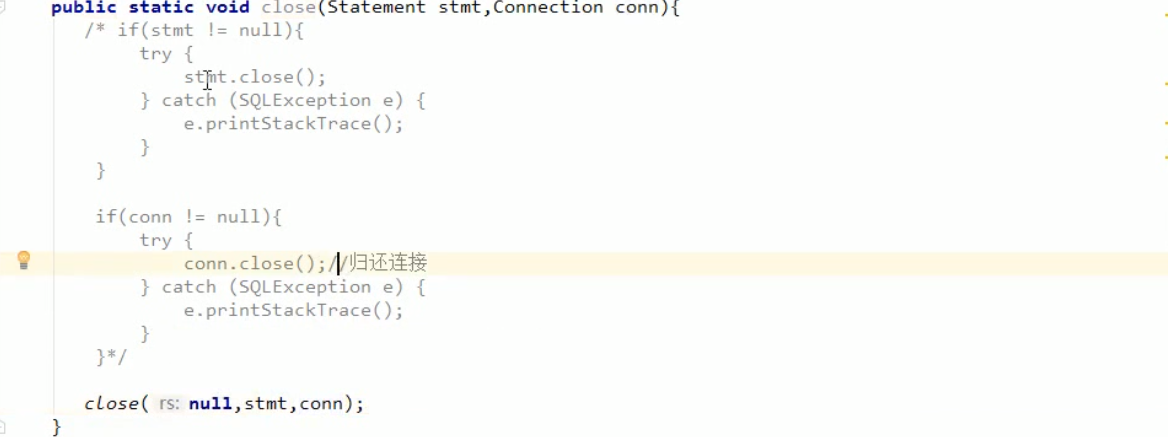 public static void close(Statement stmt,Connection conn){
/* if(stmt != null){
try {
stmt.close();
} catch (SQLException e) {
e.printStackTrace();
}
}
if(conn != null){
try {
conn.close();//归还连接
} catch (SQLException e) {
e.printStackTrace();
}
}*/
close( rs: null,stmt,conn);
}